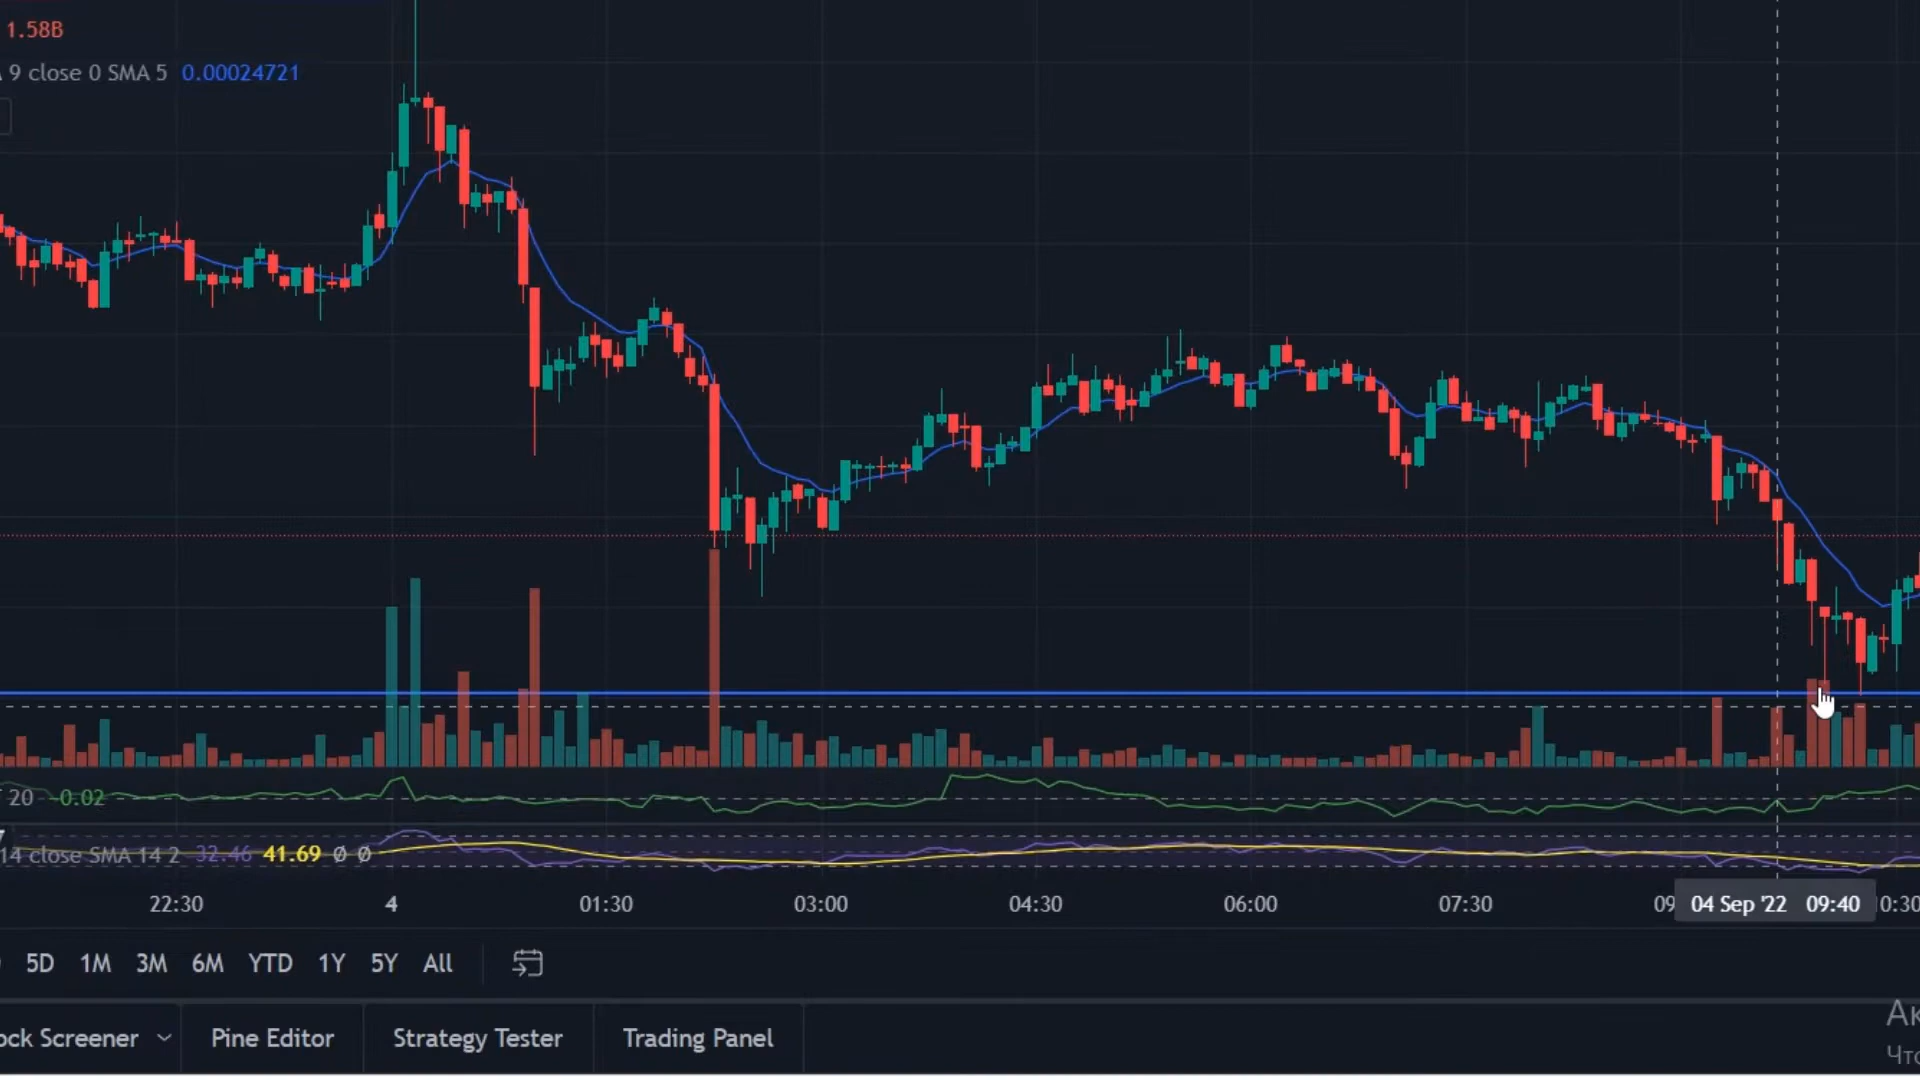 1.58B
9 close 0 SMA 5 0.00024721
20 -0.02
14 close SMA 14 2 32.46 41.69 Ø Ø
22:30 4 01:30 03:00 04:30 06:00 07:30 09 04 Sep '22 09:40 0:30
5D 1M 3M 6M YTD 1Y 5Y All
ock Screener Pine Editor Strategy Tester Trading Panel
Ак
Что